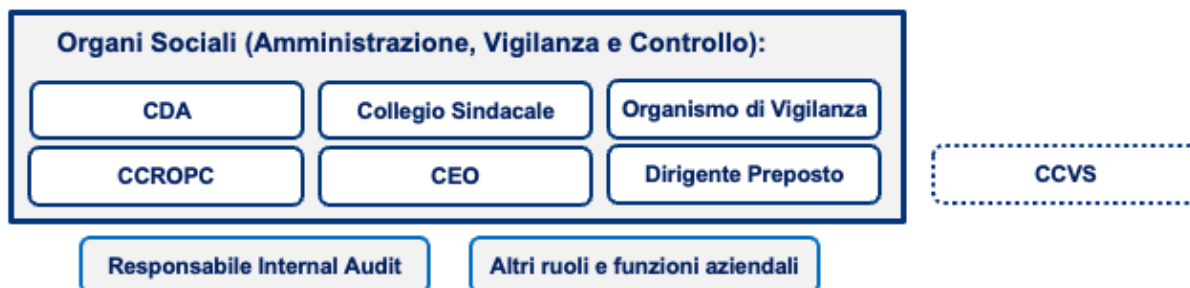 Organi Sociali (Amministrazione, Vigilanza e Controllo):
CDA
Collegio Sindacale
Organismo di Vigilanza
CCROPC
CEO
Dirigente Preposto
CCVS
Responsabile Internal Audit
Altri ruoli e funzioni aziendali